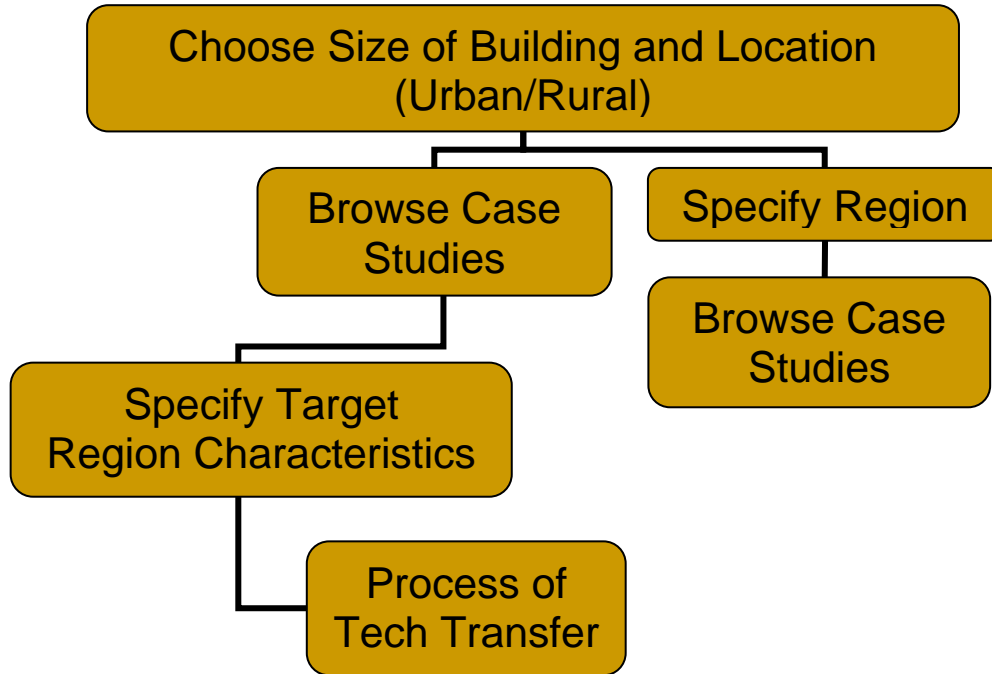 Choose Size of Building and Location
(Urban/Rural)
Browse Case
Studies
Specify Region
Browse Case
Studies
Specify Target
Region Characteristics
Process of
Tech Transfer